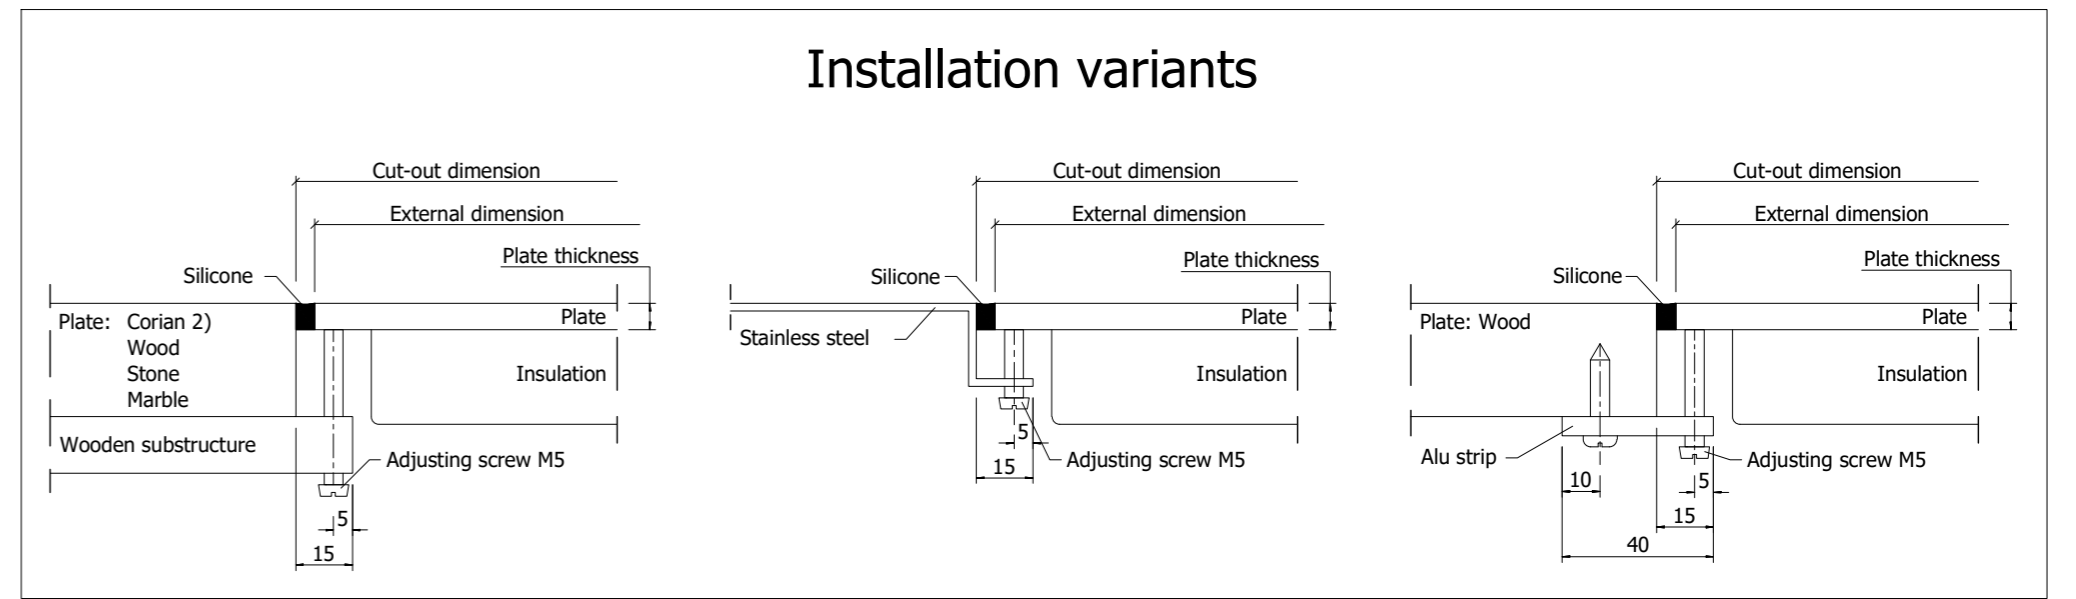 Installation variants
Cut-out dimension
External dimension
Plate thickness
Silicone
Plate: Corian 2)
Wood
Stone
Marble
Plate
Insulation
Wooden substructure
Adjusting screw M5
5
15
Cut-out dimension
External dimension
Plate thickness
Silicone
Plate
Stainless steel
Insulation
5
Adjusting screw M5
15
Cut-out dimension
External dimension
Plate thickness
Silicone
Plate: Wood
Plate
Insulation
Alu strip
Adjusting screw M5
10
5
15
40